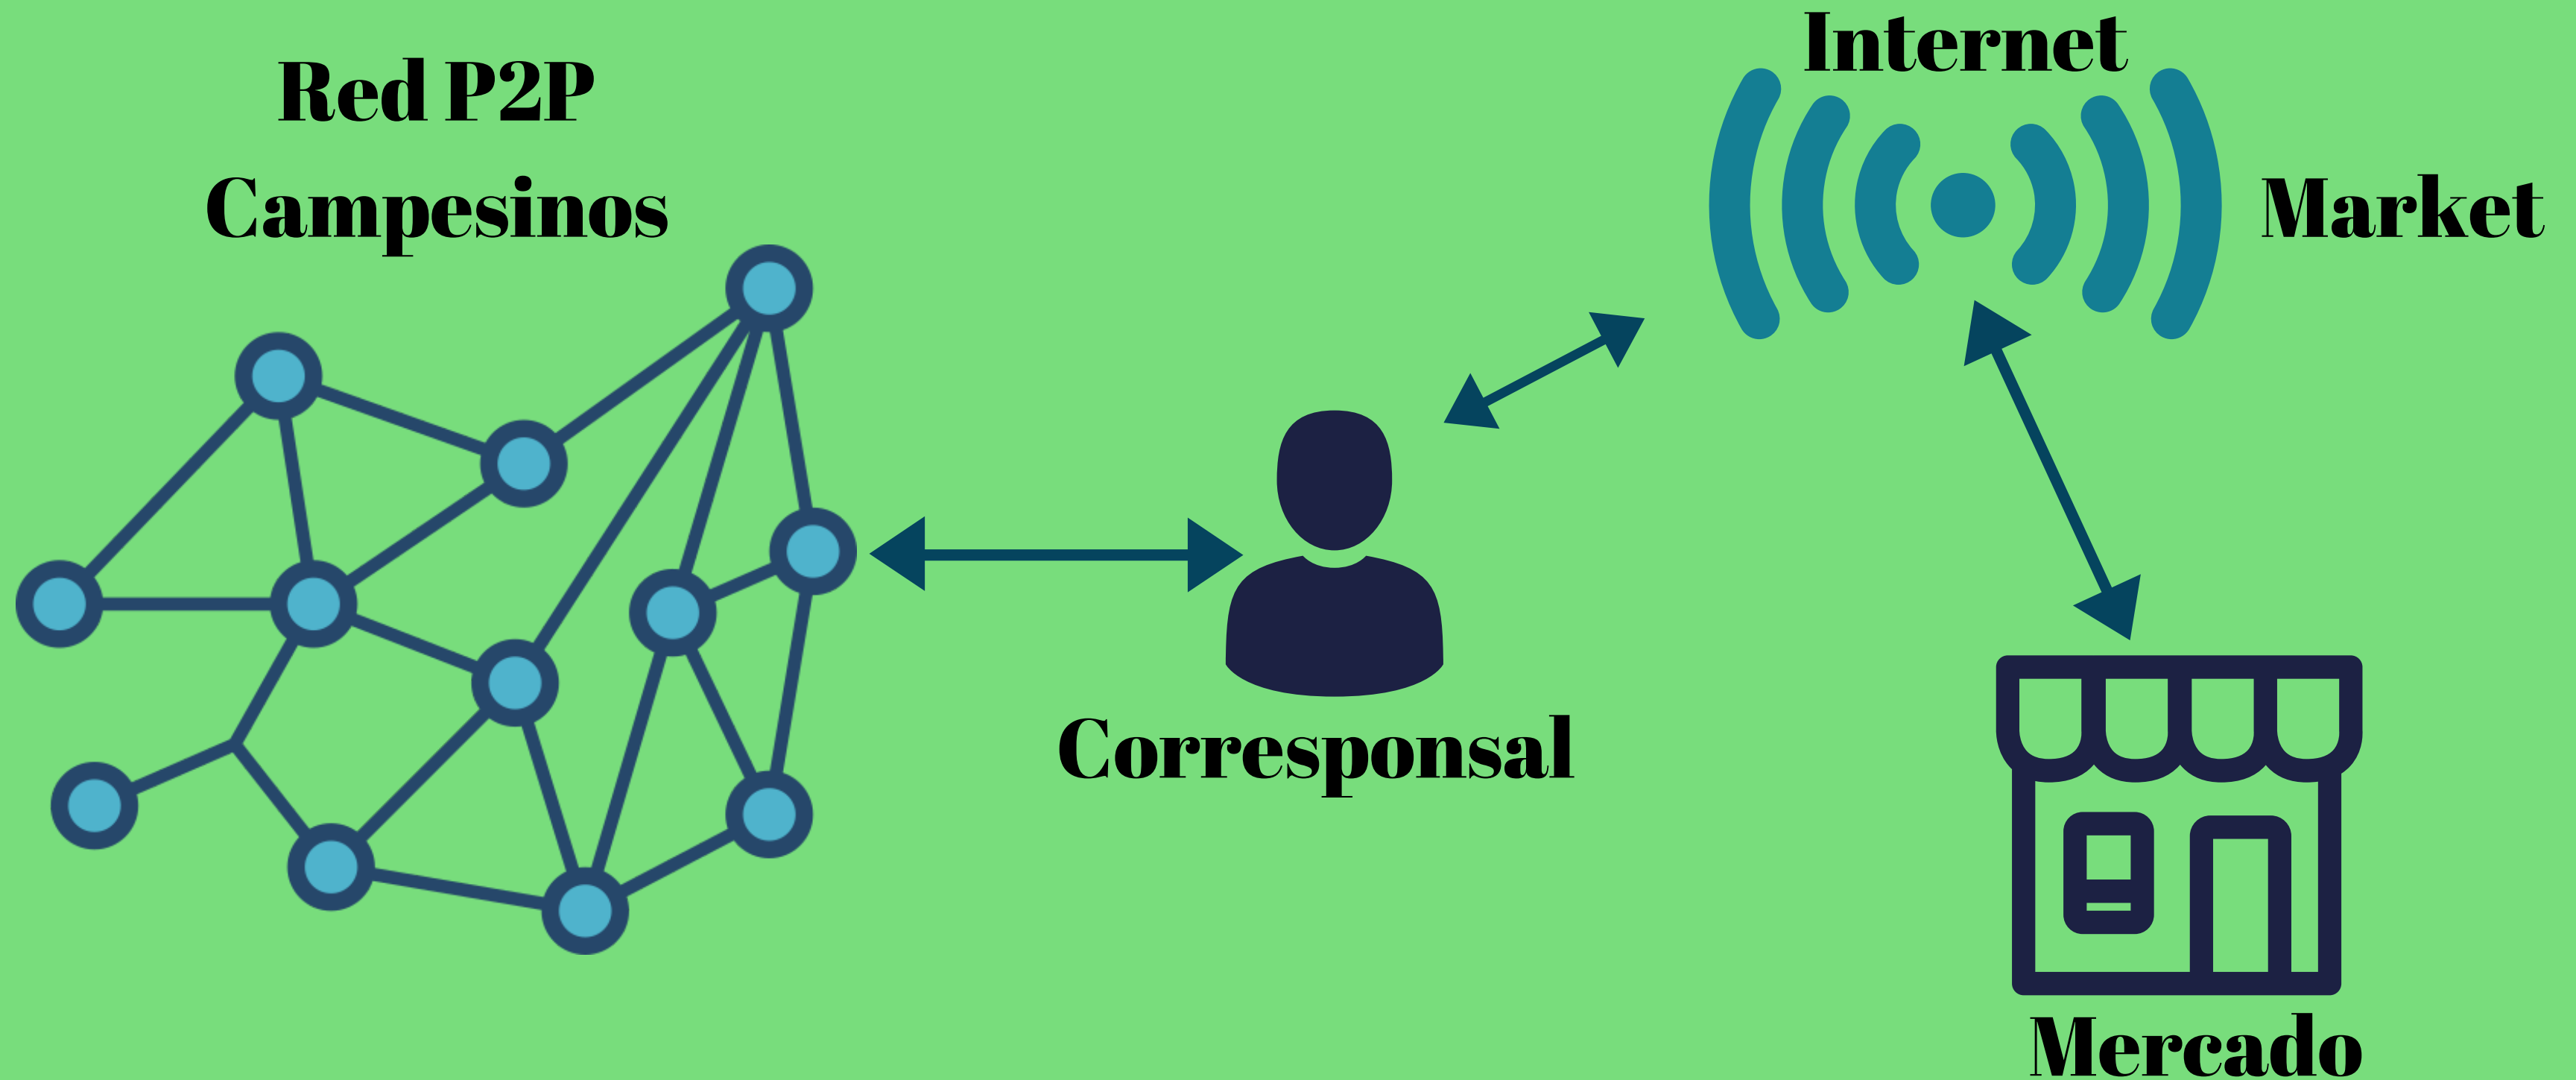 Red P2P
Campesinos
Internet
Market
Corresponsal
Mercado